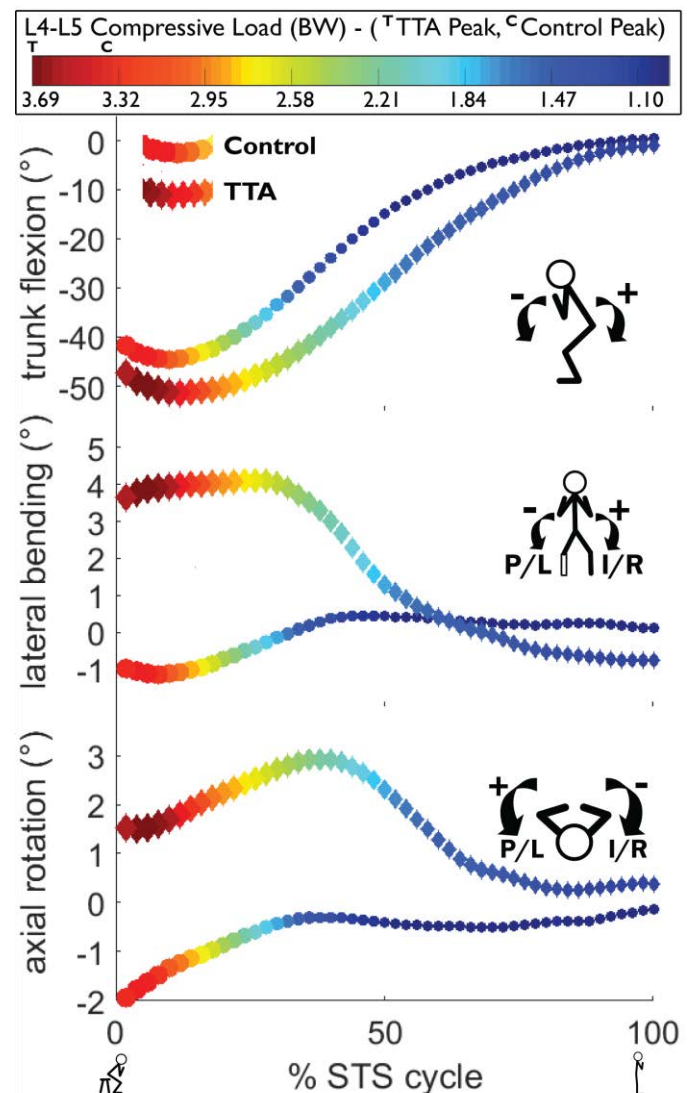 L4-L5 Compressive Load (BW) - (ᵀTTA Peak, ᶜControl Peak)
T C
3.69 3.32 2.95 2.58 2.21 1.84 1.47 1.10
Control
TTA
trunk flexion (°)
0
-10
-20
-30
-40
-50
- +
lateral bending (°)
5
4
3
2
1
0
-1
- +
P/L I/R
axial rotation (°)
3
2
1
0
-1
-2
+ -
P/L I/R
0 50 100
% STS cycle